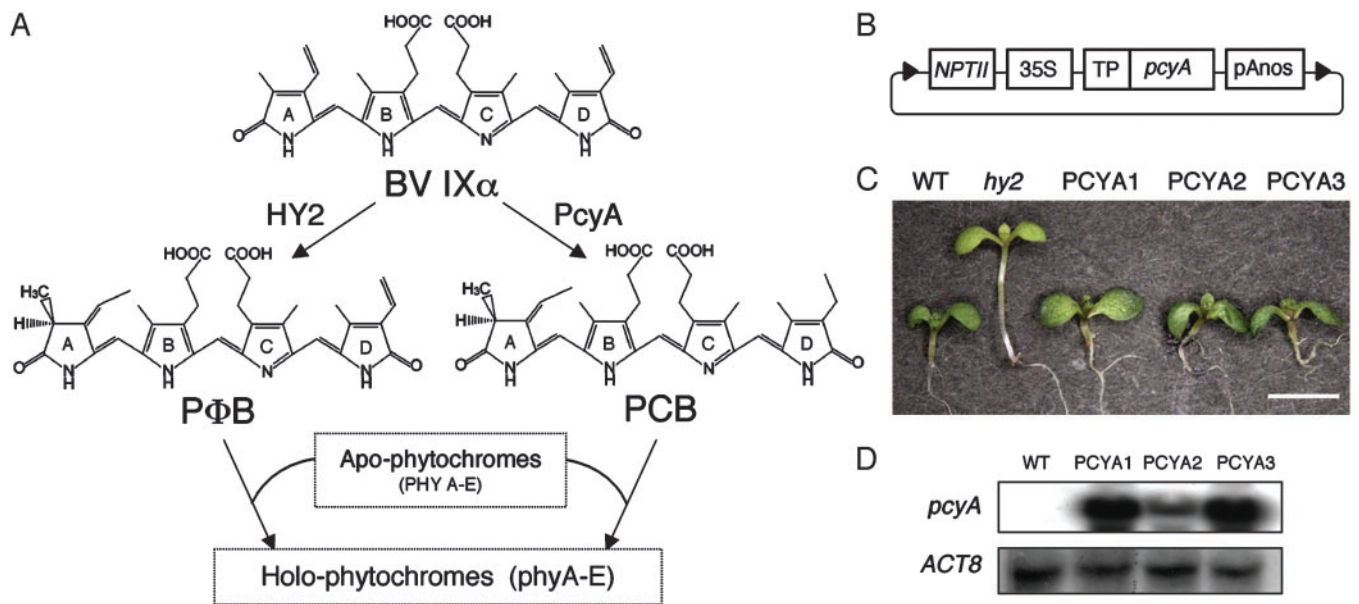 A
HOOC COOH
A B C D
O N H N H N N H O
BV IXα
HY2 PcyA
HOOC COOH
H₃C
H
A B C D
O N H N H N N H O
PΦB
HOOC COOH
H₃C
H
A B C D
O N H N H N N H O
PCB
Apo-phytochromes
(PHY A-E)
Holo-phytochromes (phyA-E)
B
NPTII 35S TP pcyA pAnos
C
WT hy2 PCYA1 PCYA2 PCYA3
D
WT PCYA1 PCYA2 PCYA3
pcyA
ACT8